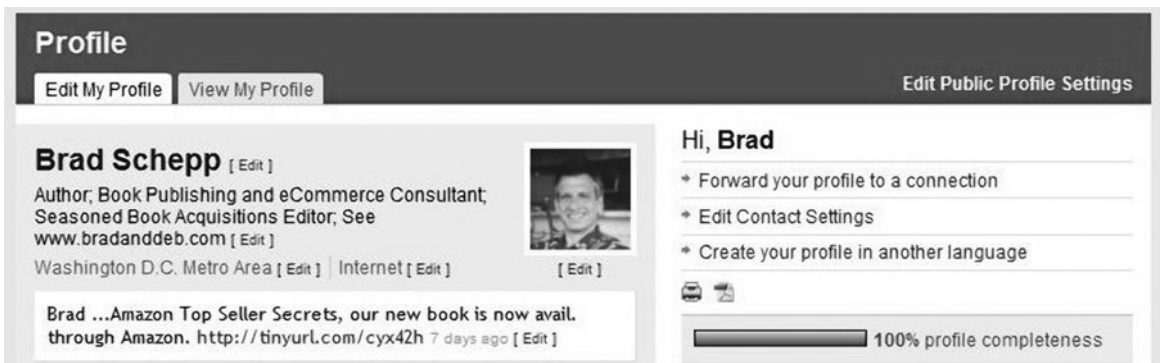 Profile
Edit My Profile View My Profile Edit Public Profile Settings
Brad Schepp [ Edit ]
Author; Book Publishing and eCommerce Consultant;
Seasoned Book Acquisitions Editor; See
www.bradanddeb.com [ Edit ]
Washington D.C. Metro Area [ Edit ] Internet [ Edit ]
[ Edit ]
Brad ...Amazon Top Seller Secrets, our new book is now avail.
through Amazon. http://tinyurl.com/cyx42h 7 days ago [ Edit ]
Hi, Brad
Forward your profile to a connection
Edit Contact Settings
Create your profile in another language
100% profile completeness